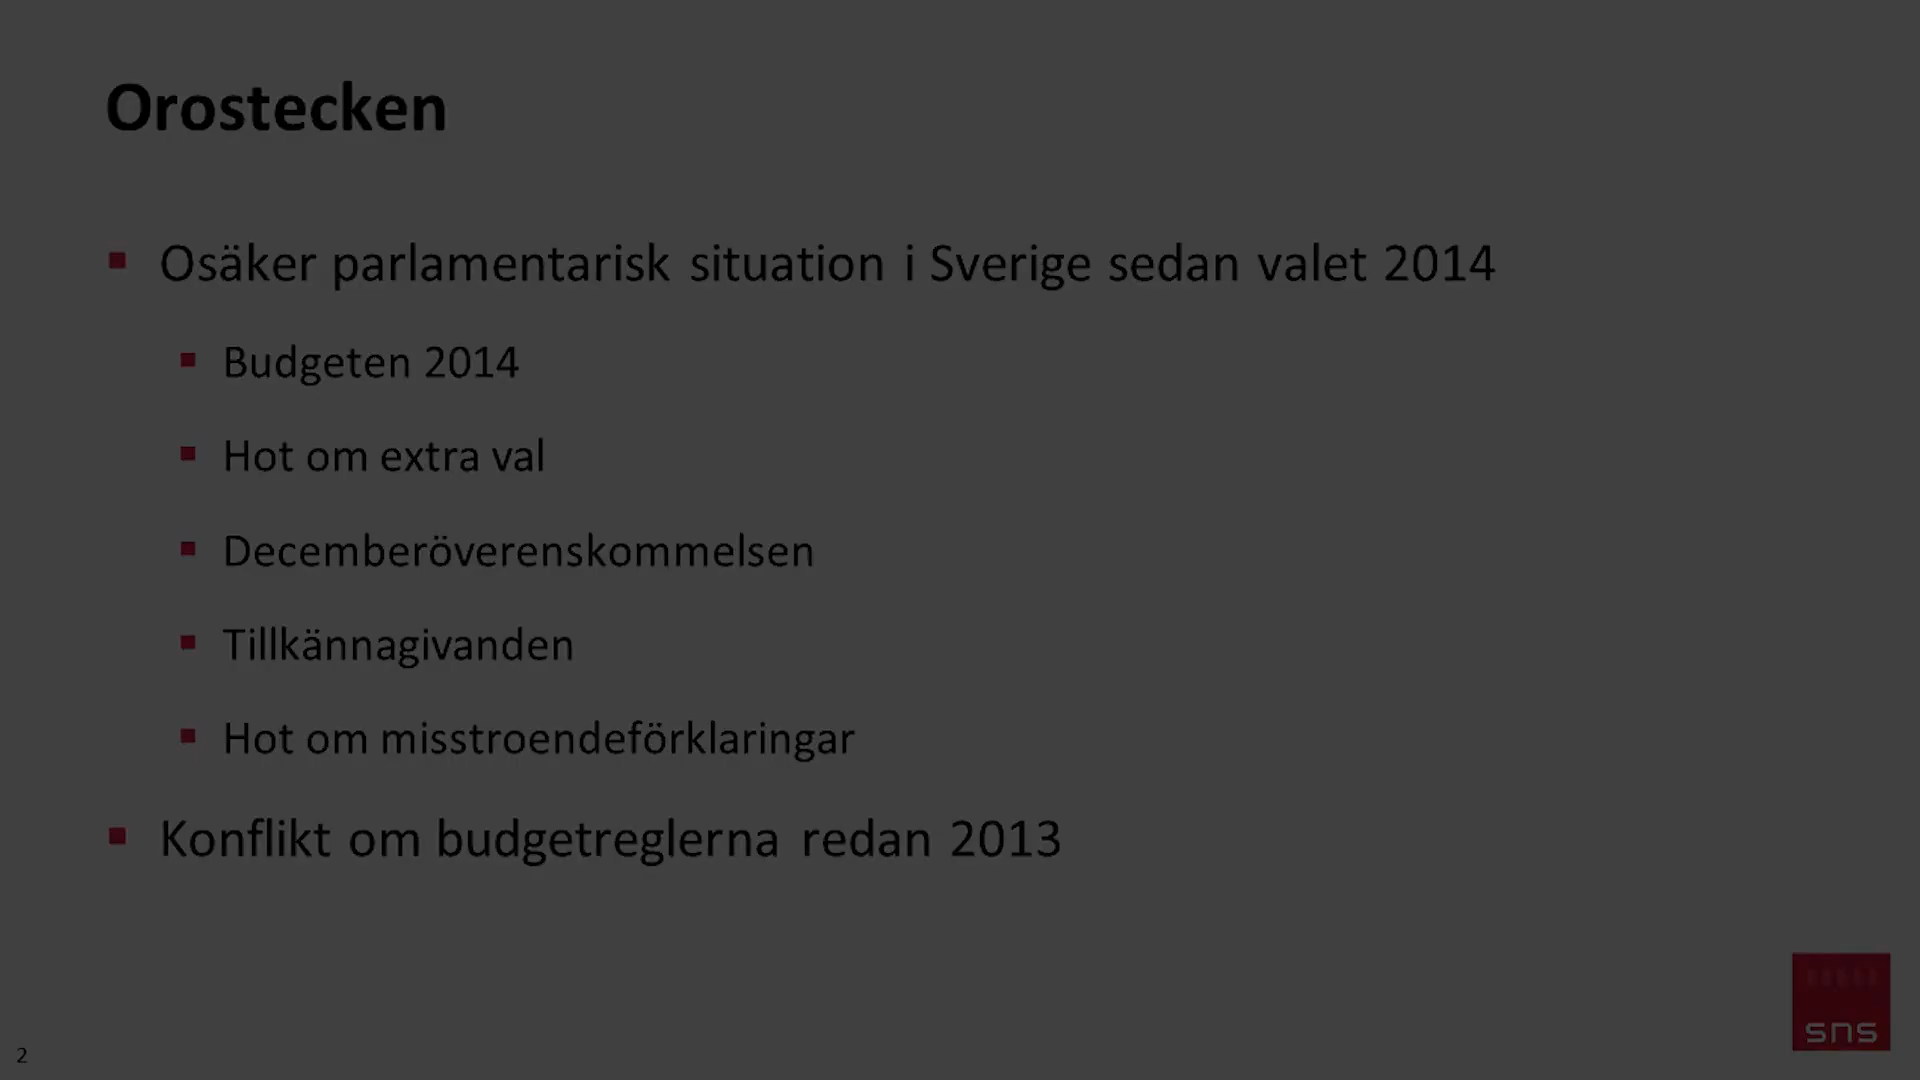 Orostecken
Osäker parlamentarisk situation i Sverige sedan valet 2014
Budgeten 2014
Hot om extra val
Decemberöverenskommelsen
Tillkännagivanden
Hot om misstroendeförklaringar
Konflikt om budgetreglerna redan 2013
sns
2